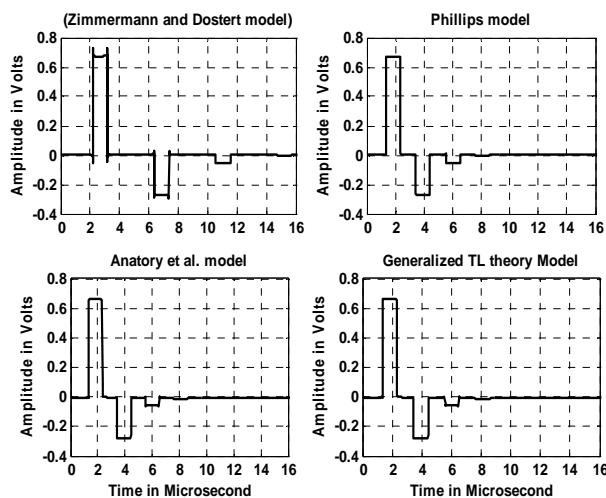 (Zimmermann and Dostert model)
Amplitude in Volts
0.8
0.6
0.4
0.2
0
-0.2
-0.4
0 2 4 6 8 10 12 14 16
Phillips model
Amplitude in Volts
0.8
0.6
0.4
0.2
0
-0.2
-0.4
0 2 4 6 8 10 12 14 16
Anatory et al. model
Amplitude in Volts
0.8
0.6
0.4
0.2
0
-0.2
-0.4
0 2 4 6 8 10 12 14 16
Time in Microsecond
Generalized TL theory Model
Amplitude in Volts
0.8
0.6
0.4
0.2
0
-0.2
-0.4
0 2 4 6 8 10 12 14 16
Time in Microsecond